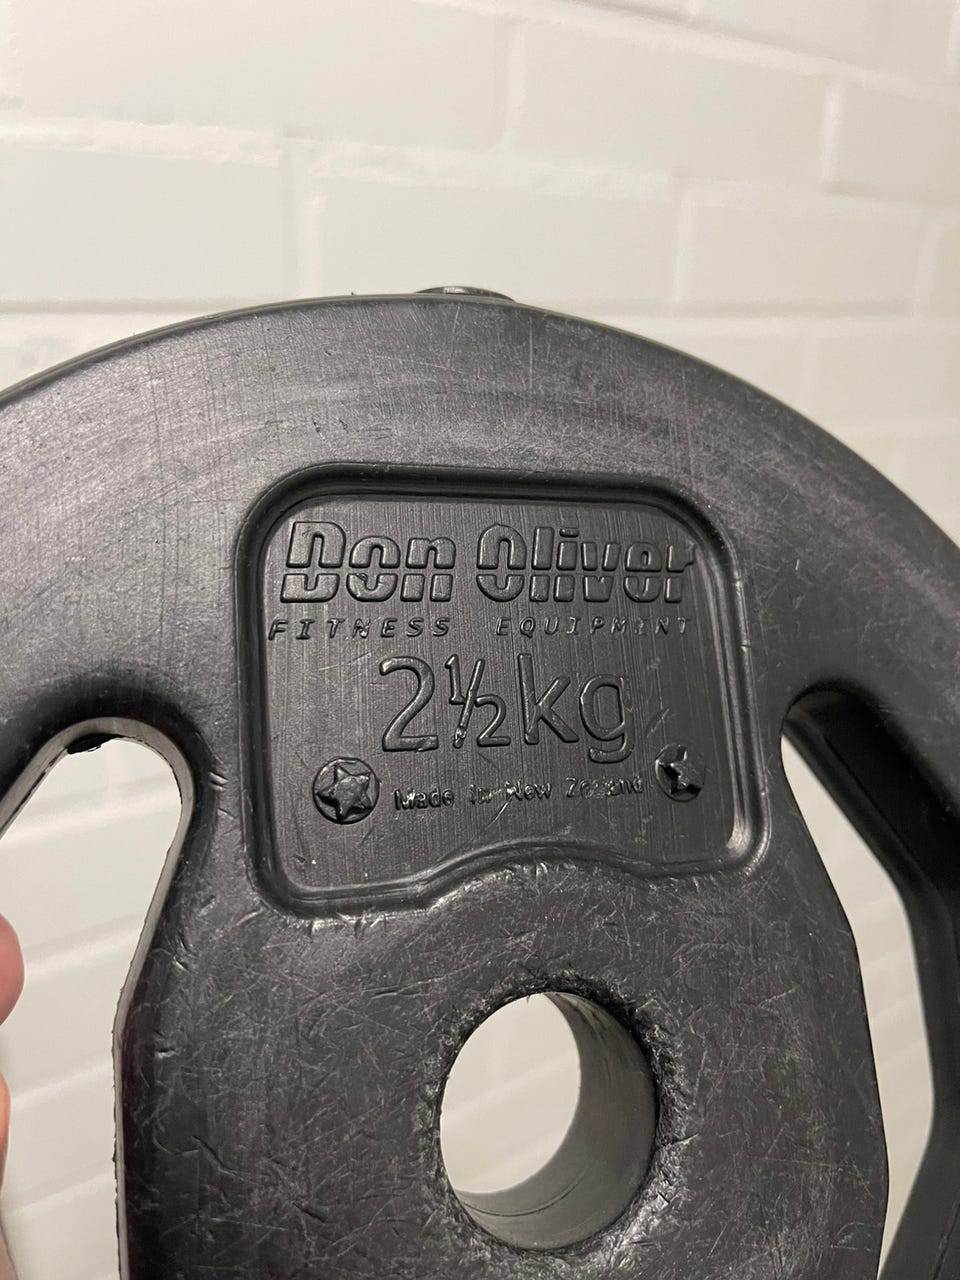 Don Oliver
FITNESS EQUIPMENT
2½kg
Made In New Zealand